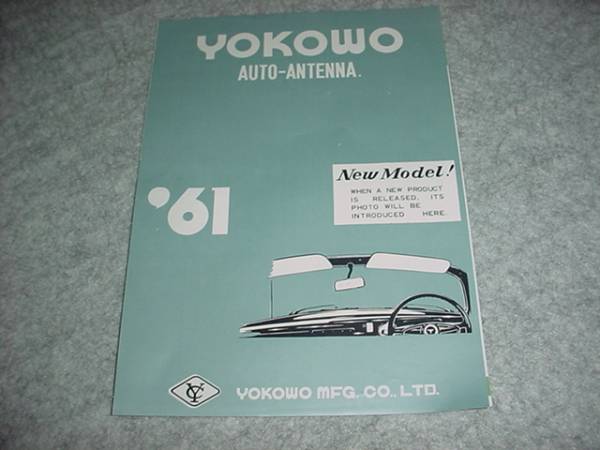 YOKOWO
AUTO-ANTENNA.
'61
New Model!
WHEN A NEW PRODUCT
IS RELEASED, ITS
PHOTO WILL BE
INTRODUCED HERE.
YC
YOKOWO MFG. CO., LTD.